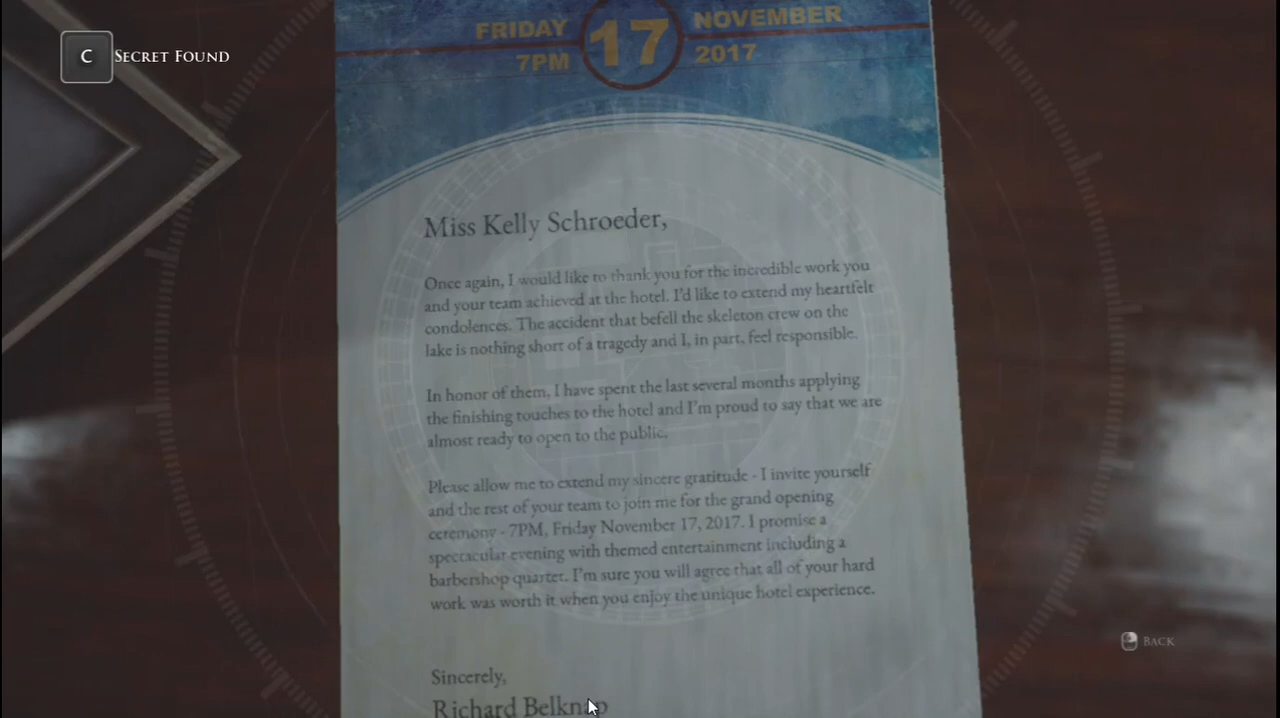 C SECRET FOUND
FRIDAY 17 NOVEMBER
7PM 2017
Miss Kelly Schroeder,
Once again, I would like to thank you for the incredible work you
and your team achieved at the hotel. I'd like to extend my heartfelt
condolences. The accident that befell the skeleton crew on the
lake is nothing short of a tragedy and I, in part, feel responsible.
In honor of them, I have spent the last several months applying
the finishing touches to the hotel and I'm proud to say that we are
almost ready to open to the public.
Please allow me to extend my sincere gratitude - I invite yourself
and the rest of your team to join me for the grand opening
ceremony - 7PM, Friday November 17, 2017. I promise a
spectacular evening with themed entertainment including a
barbershop quartet. I'm sure you will agree that all of your hard
work was worth it when you enjoy the unique hotel experience.
Sincerely,
Richard Belknap
BACK